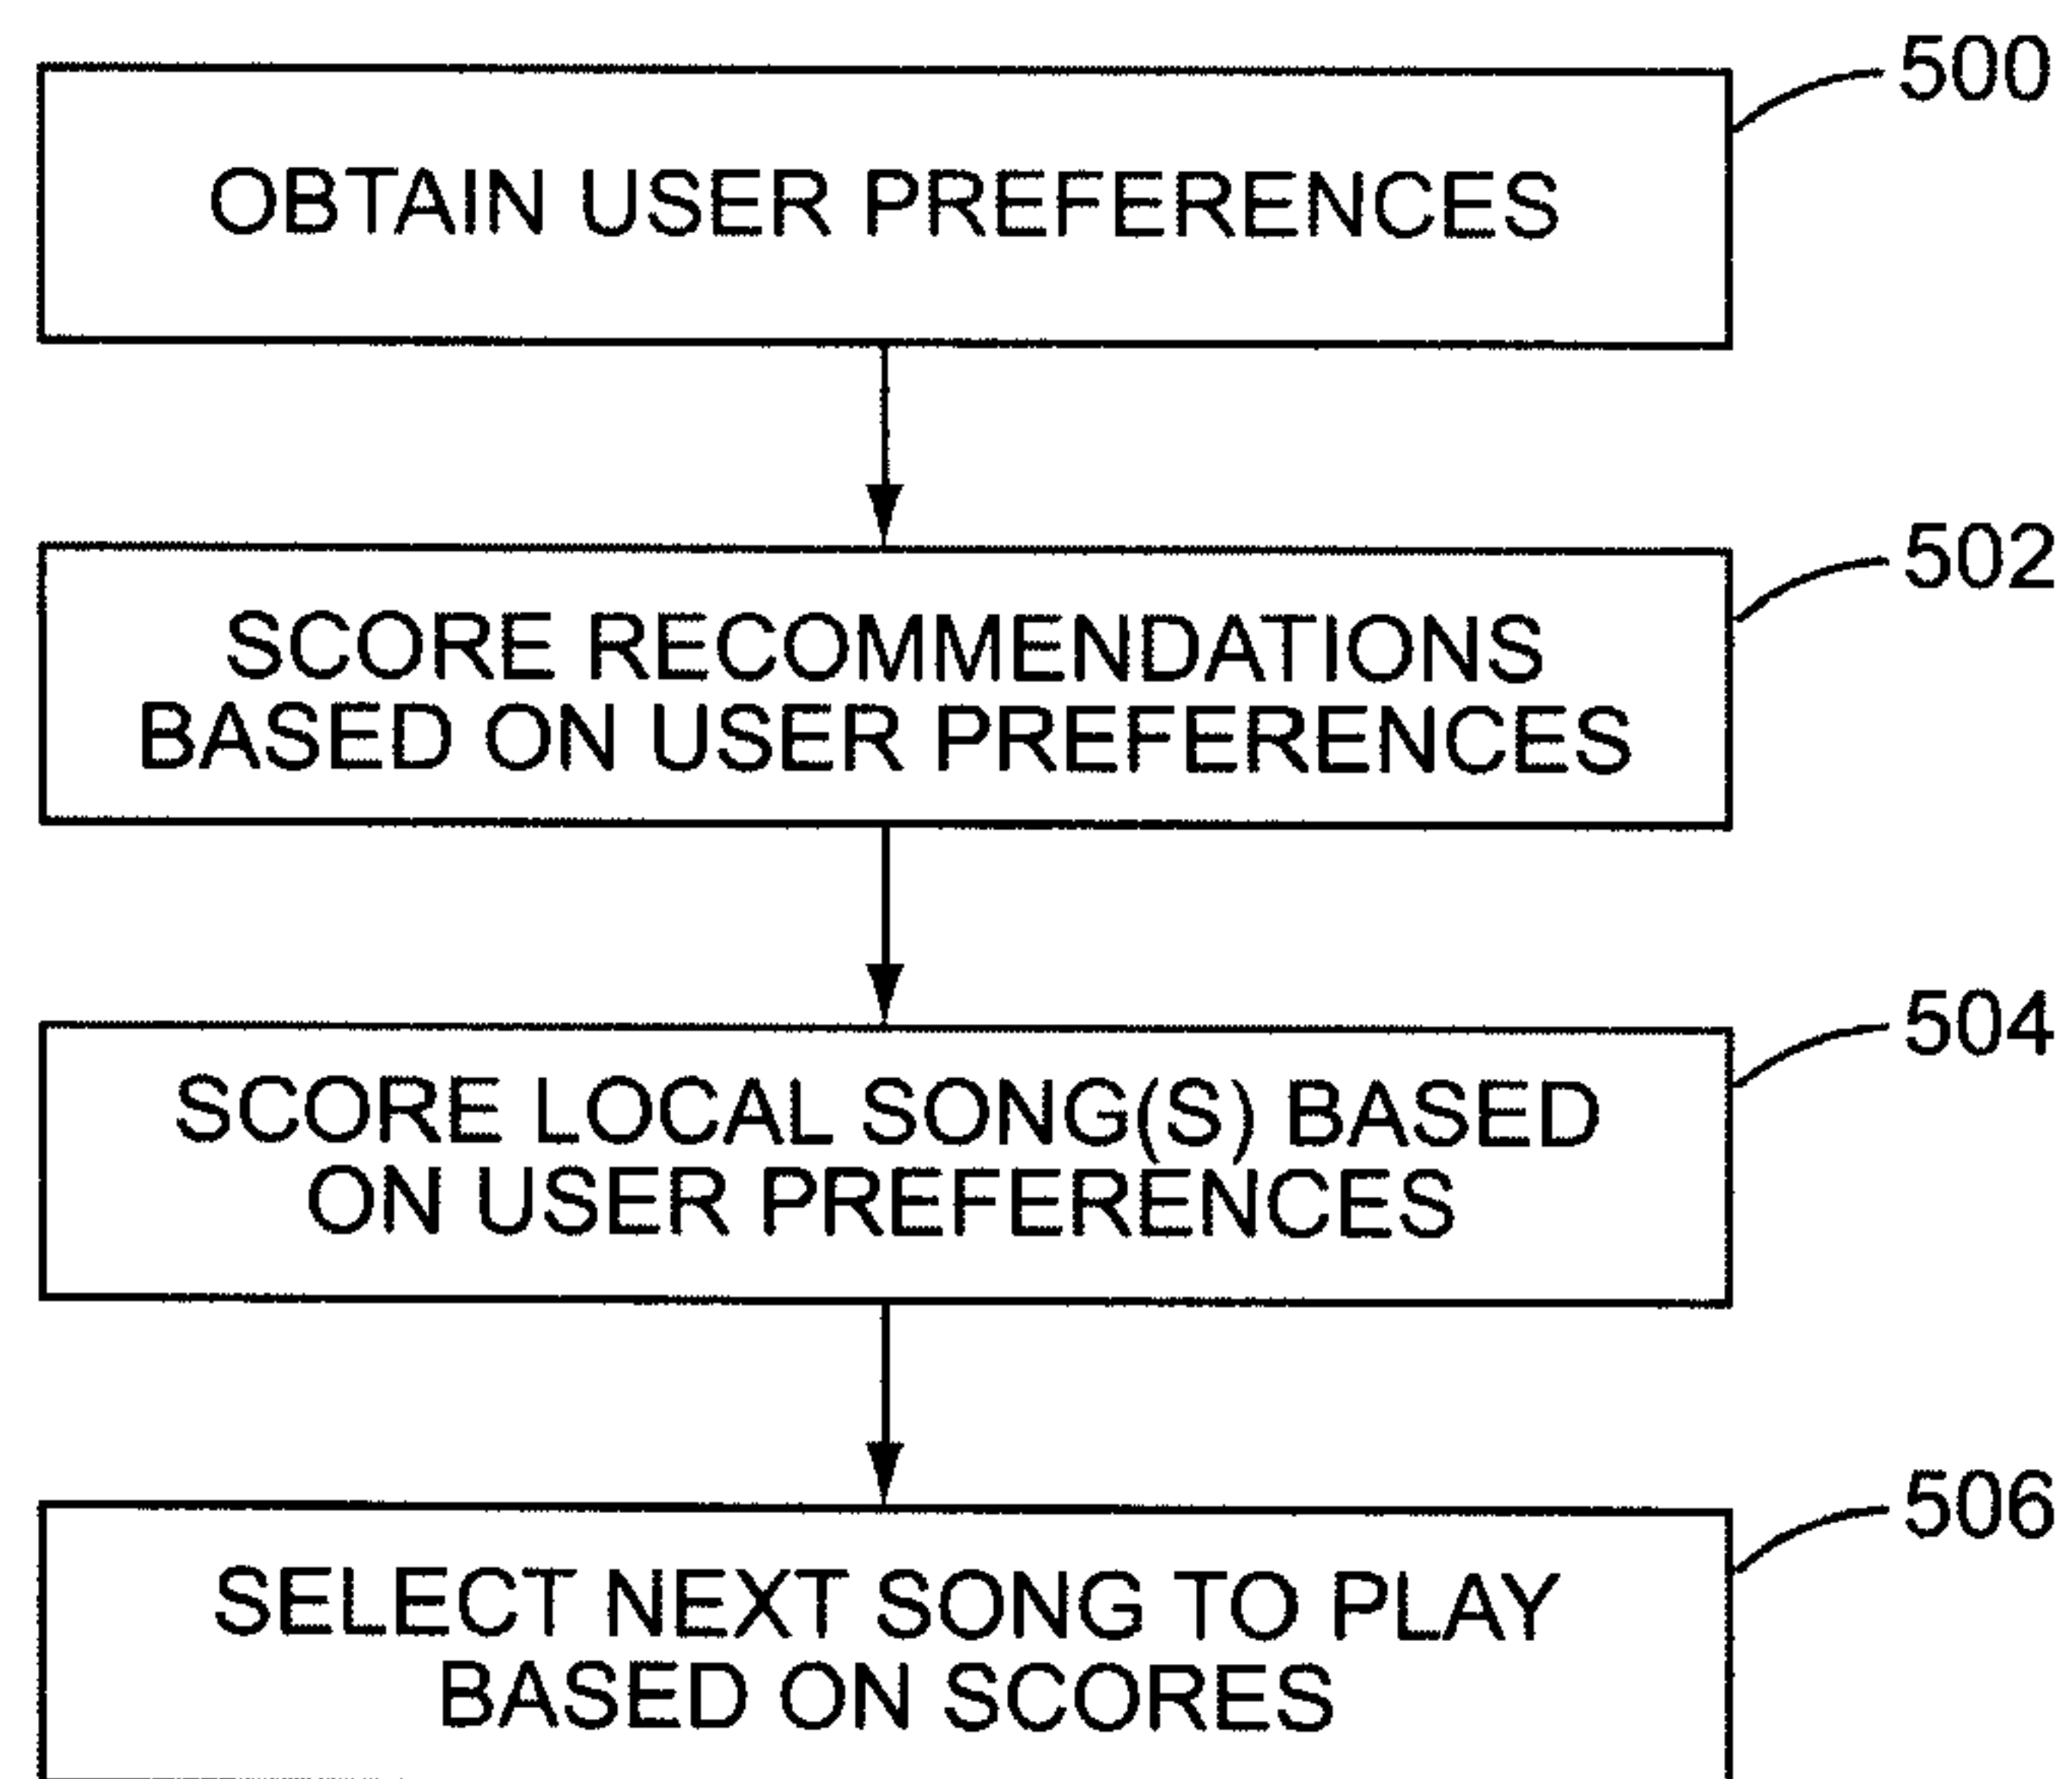 500
OBTAIN USER PREFERENCES
502
SCORE RECOMMENDATIONS
BASED ON USER PREFERENCES
504
SCORE LOCAL SONG(S) BASED
ON USER PREFERENCES
506
SELECT NEXT SONG TO PLAY
BASED ON SCORES